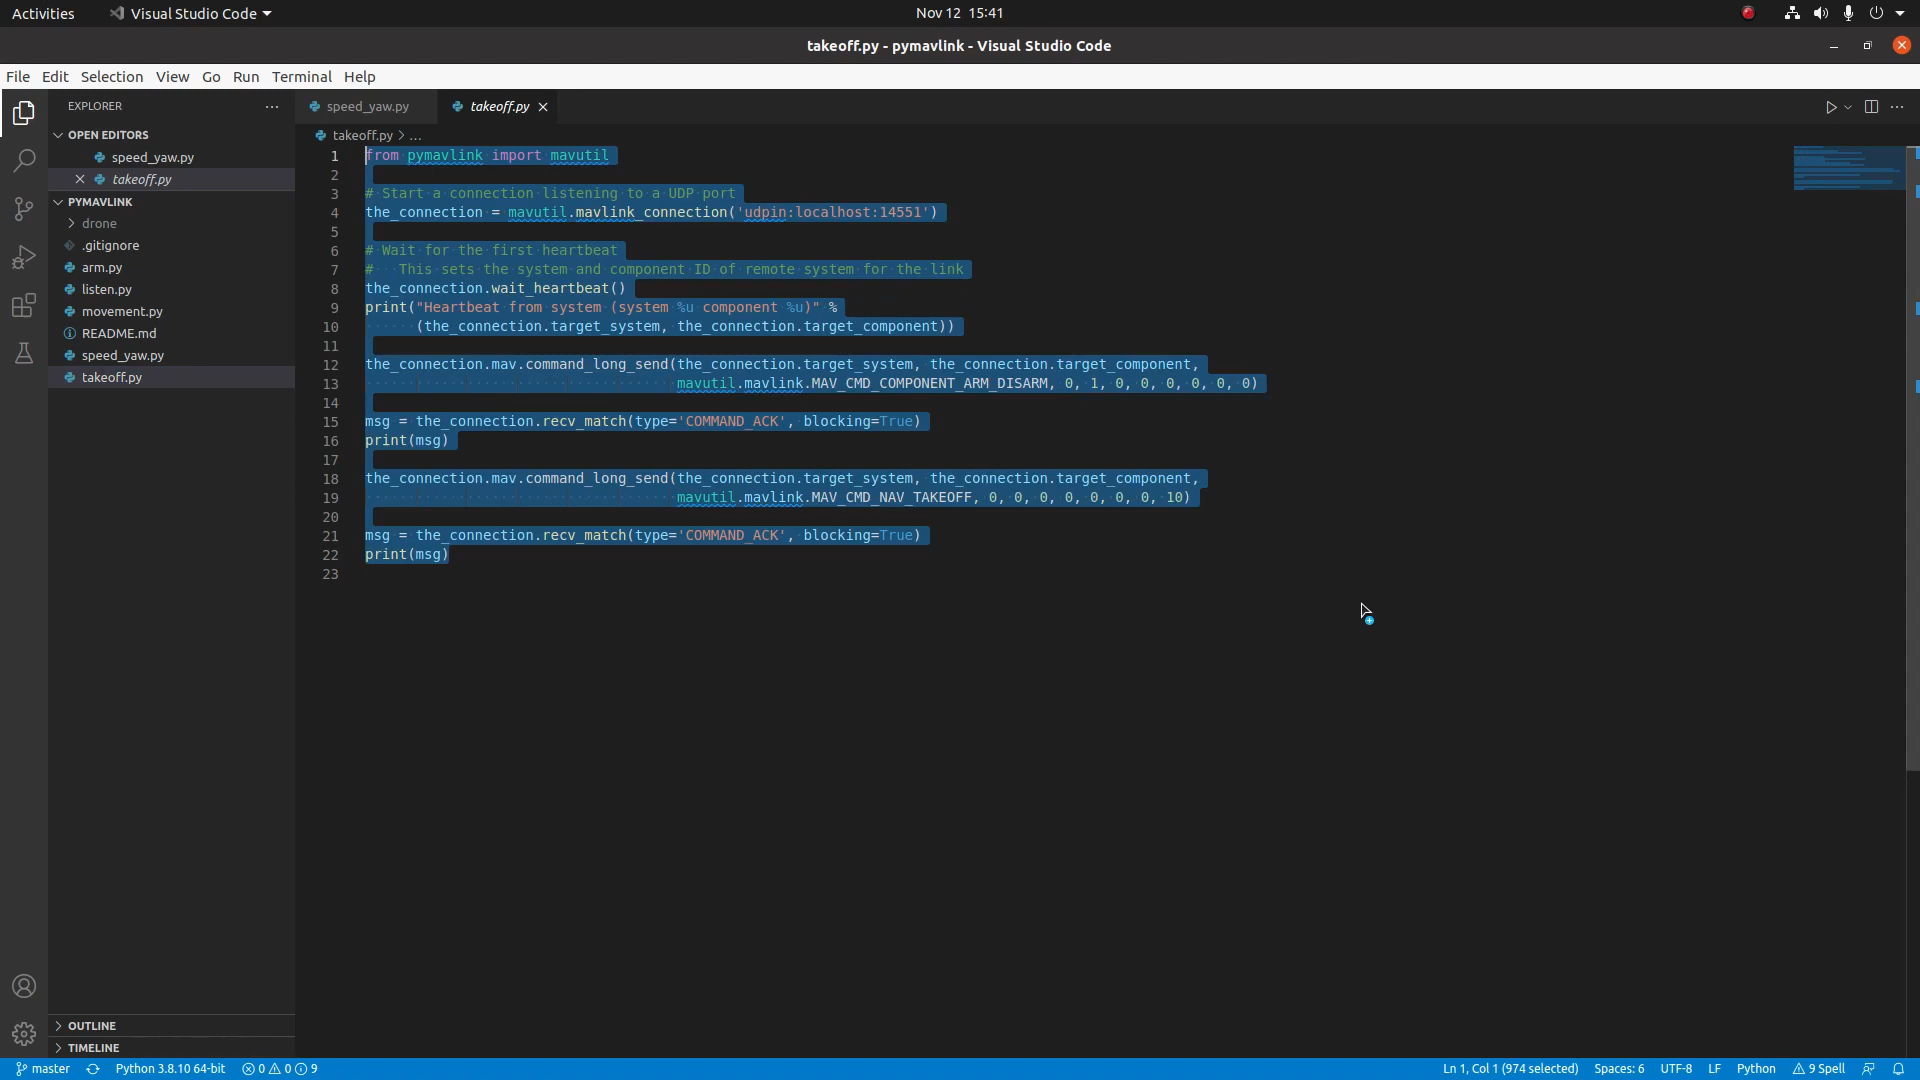 Activities Visual Studio Code Nov 12 15:41
takeoff.py - pymavlink - Visual Studio Code
File Edit Selection View Go Run Terminal Help
EXPLORER
OPEN EDITORS
speed_yaw.py
takeoff.py
PYMAVLINK
drone
.gitignore
arm.py
listen.py
movement.py
README.md
speed_yaw.py
takeoff.py
OUTLINE
TIMELINE
speed_yaw.py takeoff.py
takeoff.py > ...
1 from pymavlink import mavutil
2
3 # Start a connection listening to a UDP port
4 the_connection = mavutil.mavlink_connection('udpin:localhost:14551')
5
6 # Wait for the first heartbeat
7 #   This sets the system and component ID of remote system for the link
8 the_connection.wait_heartbeat()
9 print("Heartbeat from system (system %u component %u)" %
10       (the_connection.target_system, the_connection.target_component))
11
12 the_connection.mav.command_long_send(the_connection.target_system, the_connection.target_component,
13                                      mavutil.mavlink.MAV_CMD_COMPONENT_ARM_DISARM, 0, 1, 0, 0, 0, 0, 0, 0)
14
15 msg = the_connection.recv_match(type='COMMAND_ACK', blocking=True)
16 print(msg)
17
18 the_connection.mav.command_long_send(the_connection.target_system, the_connection.target_component,
19                                      mavutil.mavlink.MAV_CMD_NAV_TAKEOFF, 0, 0, 0, 0, 0, 0, 0, 10)
20
21 msg = the_connection.recv_match(type='COMMAND_ACK', blocking=True)
22 print(msg)
23
master Python 3.8.10 64-bit 0 0 9 Ln 1, Col 1 (974 selected) Spaces: 6 UTF-8 LF Python 9 Spell